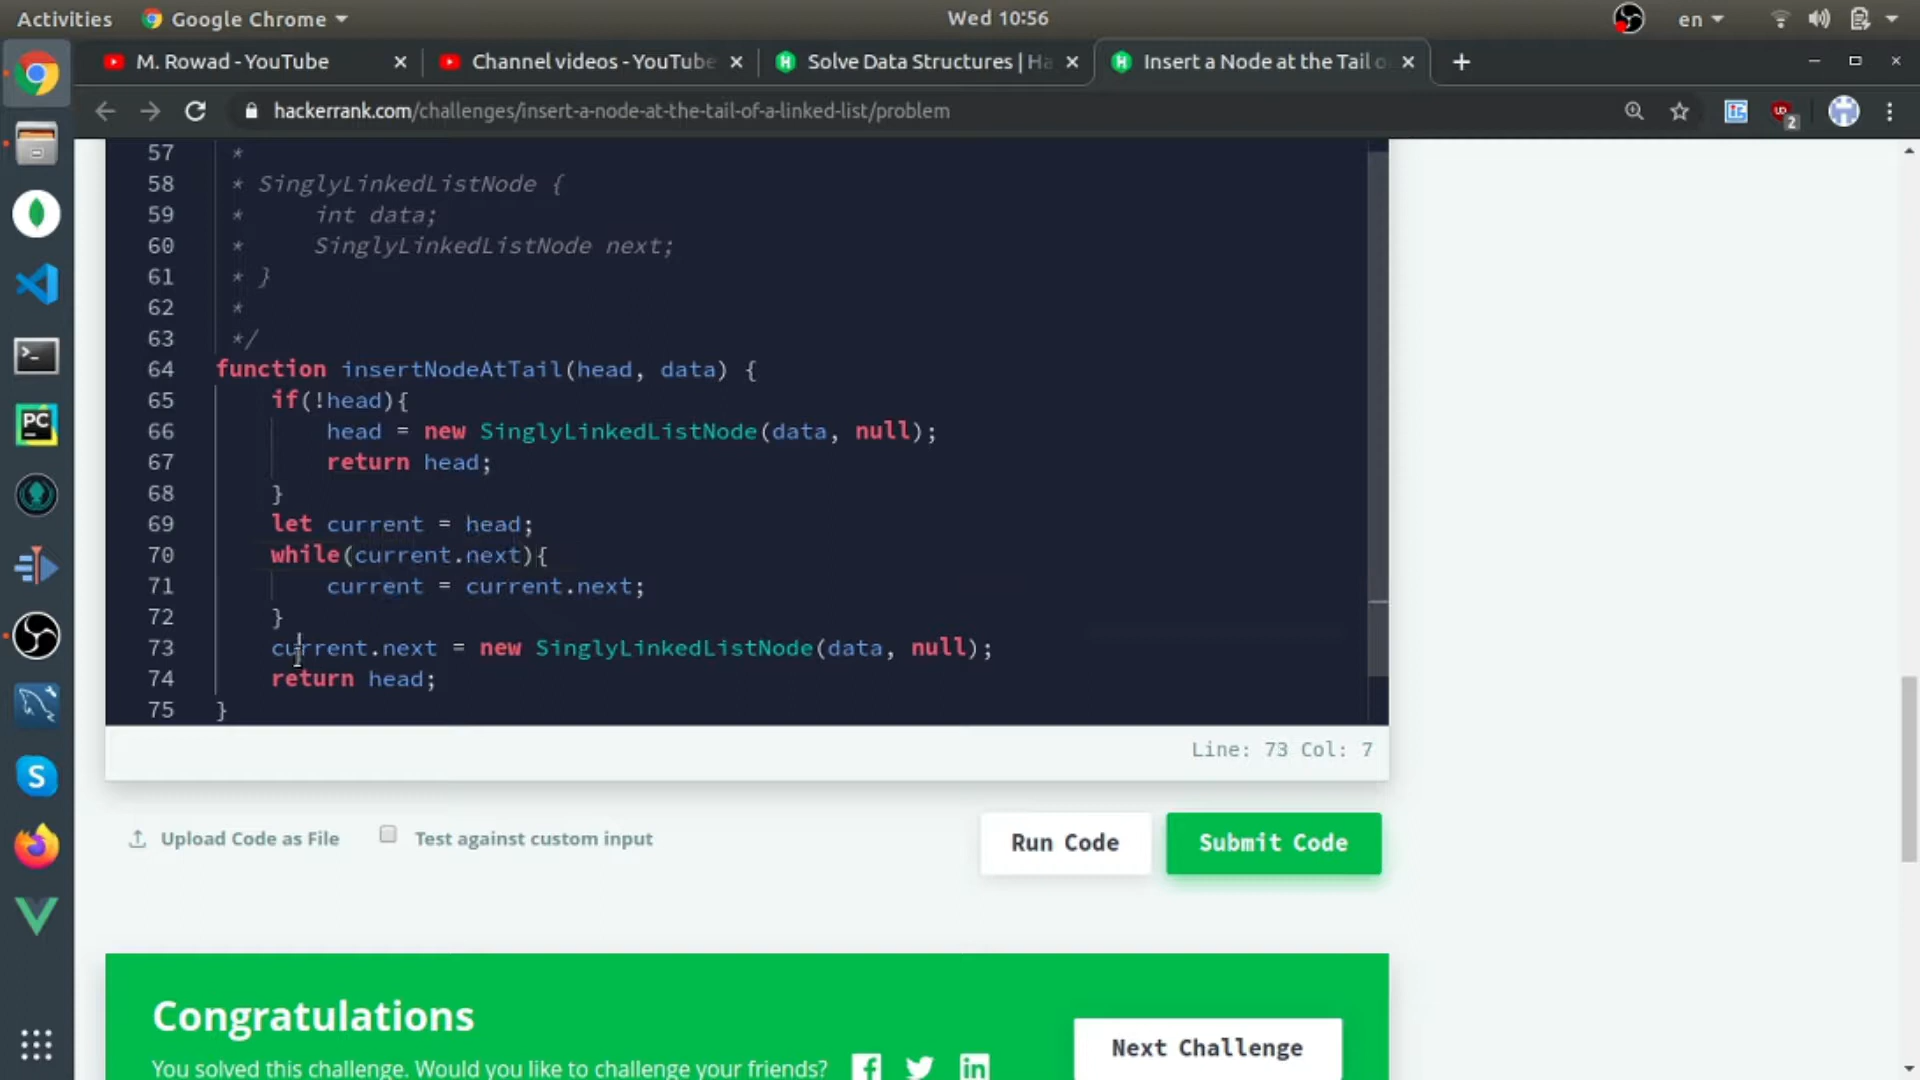 Activities Google Chrome Wed 10:56 en
M. Rowad - YouTube Channel videos - YouTube Solve Data Structures | Ha Insert a Node at the Tail o
hackerrank.com/challenges/insert-a-node-at-the-tail-of-a-linked-list/problem 2
57 *
58 * SinglyLinkedListNode {
59 * int data;
60 * SinglyLinkedListNode next;
61 * }
62 *
63 */
64 function insertNodeAtTail(head, data) {
65 if(!head){
66 head = new SinglyLinkedListNode(data, null);
67 return head;
68 }
69 let current = head;
70 while(current.next){
71 current = current.next;
72 }
73 current.next = new SinglyLinkedListNode(data, null);
74 return head;
75 }
Line: 73 Col: 7
Upload Code as File Test against custom input Run Code Submit Code
Congratulations
You solved this challenge. Would you like to challenge your friends? Next Challenge